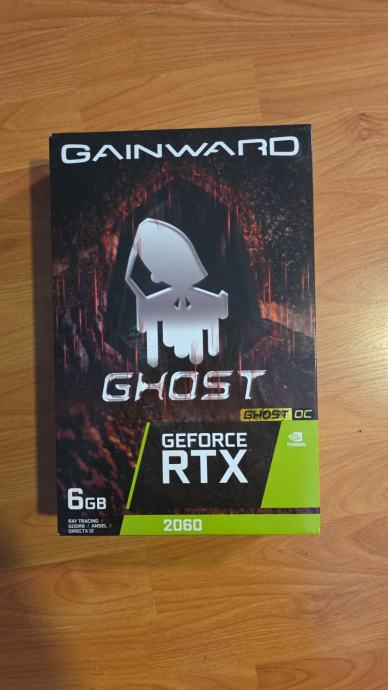 GAINWARD
GHOST
GHOST OC
GEFORCE
RTX
NVIDIA
6GB
RAY TRACING /
GDDR6 / ANSEL /
DIRECTX 12
2060